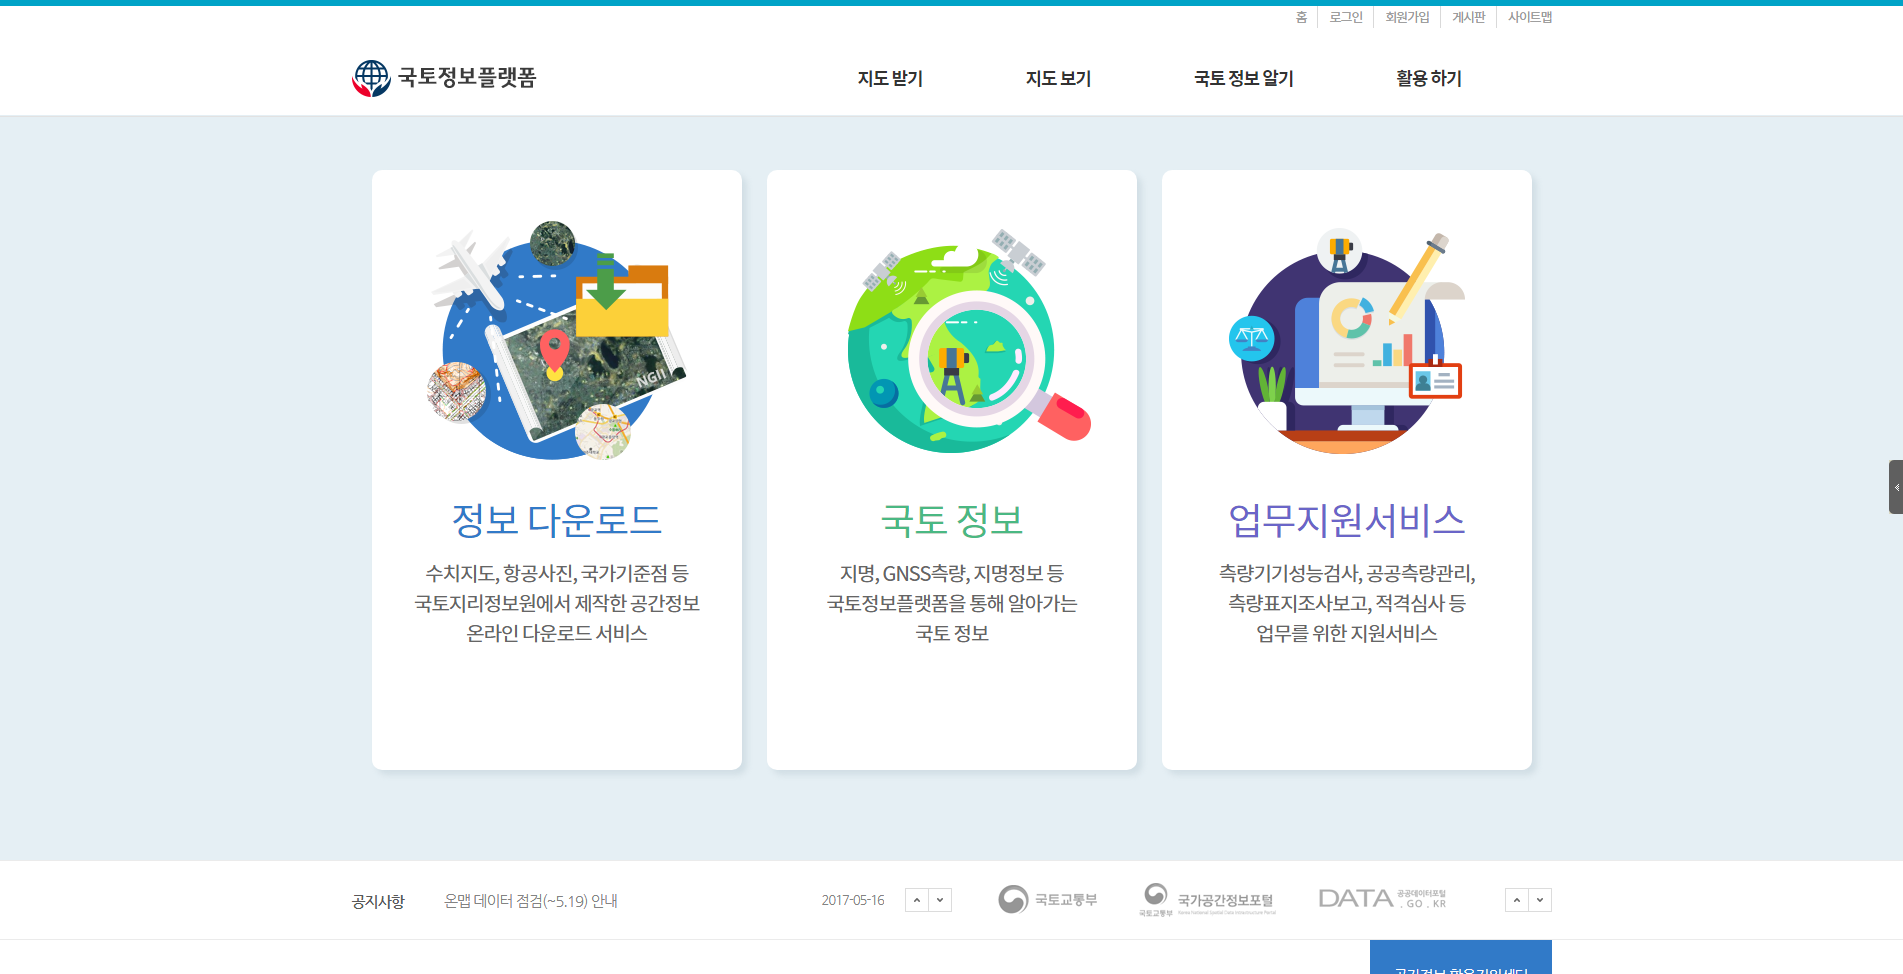 홈 로그인 회원가입 게시판 사이트맵
국토정보플랫폼 지도 받기 지도 보기 국토 정보 알기 활용 하기
NGII
정보 다운로드
수치지도, 항공사진, 국가기준점 등
국토지리정보원에서 제작한 공간정보
온라인 다운로드 서비스
국토 정보
지명, GNSS측량, 지명정보 등
국토정보플랫폼을 통해 알아가는
국토 정보
업무지원서비스
측량기기성능검사, 공공측량관리,
측량표지조사보고, 적격심사 등
업무를 위한 지원서비스
공지사항 온맵 데이터 점검(~5.19) 안내 2017-05-16
국토교통부
국토교통부 국가공간정보포털
DATA 공공데이터포털
.GO.KR